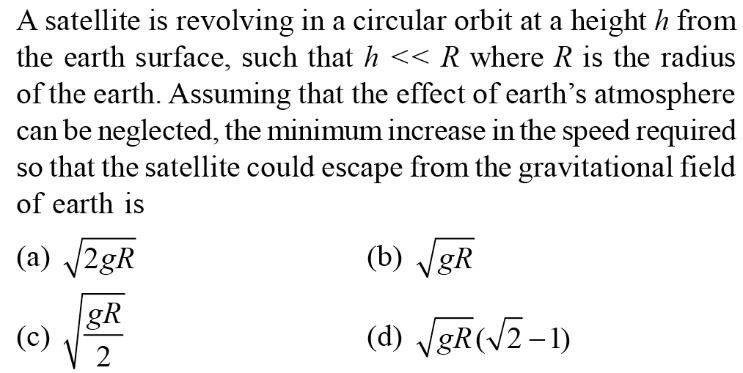 A satellite is revolving in a circular orbit at a height h from
the earth surface, such that h << R where R is the radius
of the earth. Assuming that the effect of earth’s atmosphere
can be neglected, the minimum increase in the speed required
so that the satellite could escape from the gravitational field
of earth is
(a) √2gR (b) √gR
(c) √(gR/2) (d) √gR(√2 – 1)